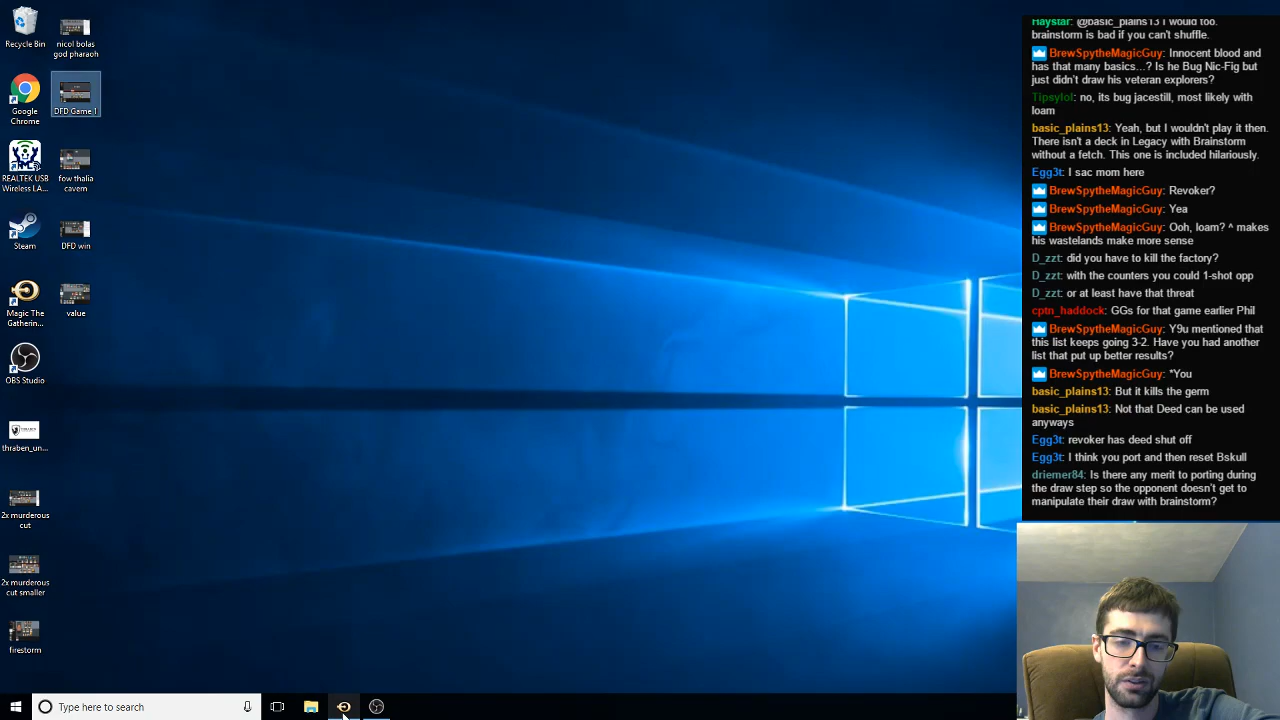 Recycle Bin
nicol bolas
god pharaoh
Google
Chrome
DFD Game 1
REALTEK USB
Wireless LA...
fow thalia
cavern
Steam
DFD win
Magic The
Gatherin...
value
OBS Studio
thraben_un...
2x murderous
cut
2x murderous
cut smaller
firestorm
Type here to search
Haystar: @basic_plains13 I would too.
brainstorm is bad if you can't shuffle.
BrewSpytheMagicGuy: Innocent blood and
has that many basics...? Is he Bug Nic-Fig but
just didn't draw his veteran explorers?
Tipsylol: no, its bug jacestill, most likely with
loam
basic_plains13: Yeah, but I wouldn't play it then.
There isn't a deck in Legacy with Brainstorm
without a fetch. This one is included hilariously.
Egg3t: I sac mom here
BrewSpytheMagicGuy: Revoker?
BrewSpytheMagicGuy: Yea
BrewSpytheMagicGuy: Ooh, loam? ^ makes
his wastelands make more sense
D_zzt: did you have to kill the factory?
D_zzt: with the counters you could 1-shot opp
D_zzt: or at least have that threat
cptn_haddock: GGs for that game earlier Phil
BrewSpytheMagicGuy: Y9u mentioned that
this list keeps going 3-2. Have you had another
list that put up better results?
BrewSpytheMagicGuy: *You
basic_plains13: But it kills the germ
basic_plains13: Not that Deed can be used
anyways
Egg3t: revoker has deed shut off
Egg3t: I think you port and then reset Bskull
driemer84: Is there any merit to porting during
the draw step so the opponent doesn't get to
manipulate their draw with brainstorm?